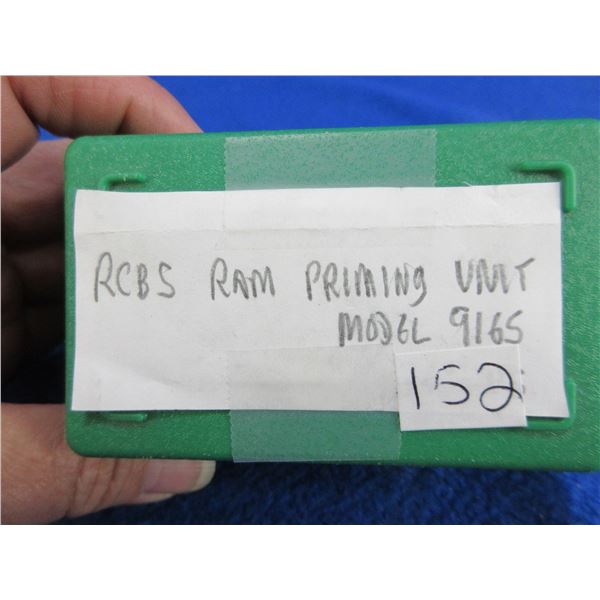 RCBS RAM PRIMING UNIT
MODEL 9165
152